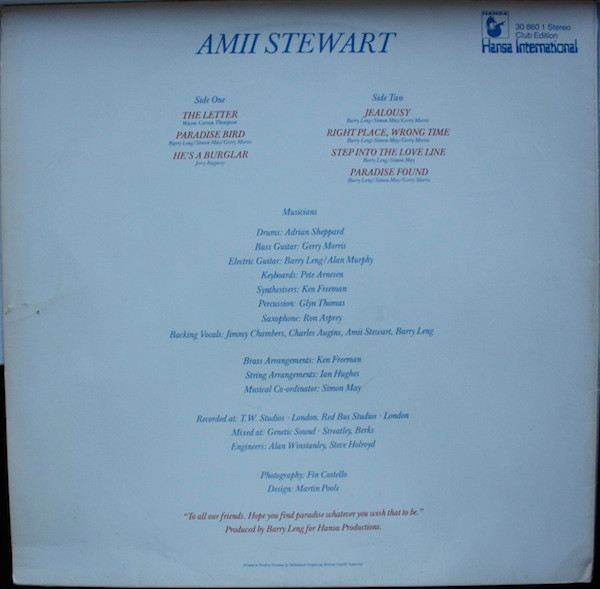 AMII STEWART
HANSA
30 860 1 Stereo
Club Edition
Hansa International
Side One
THE LETTER
Wayne Carson Thompson
PARADISE BIRD
Barry Leng/Simon May/Gerry Morris
HE'S A BURGLAR
Jerry
Side Two
JEALOUSY
Barry Leng/Simon May/Gerry Morris
RIGHT PLACE, WRONG TIME
Barry Leng/Simon May/Gerry Morris
STEP INTO THE LOVE LINE
Barry Leng/Simon May
PARADISE FOUND
Barry Leng/Simon May/Gerry Morris
Musicians
Drums: Adrian Sheppard
Bass Guitar: Gerry Morris
Electric Guitar: Barry Leng/Alan Murphy
Keyboards: Pete Arnesen
Synthesisers: Ken Freeman
Percussion: Glyn Thomas
Saxophone: Ron Asprey
Backing Vocals: Jimmy Chambers, Charles Augins, Amii Stewart, Barry Leng
Brass Arrangements: Ken Freeman
String Arrangements: Ian Hughes
Musical Co-ordinator: Simon May
Recorded at: T.W. Studios · London. Red Bus Studios · London
Mixed at: Genetic Sound · Streatley, Berks
Engineers: Alan Winstanley, Steve Holroyd
Photography: Fin Costello
Design: Martin Poole
"To all our friends. Hope you find paradise whatever you wish that to be."
Produced by Barry Leng for Hansa Productions.